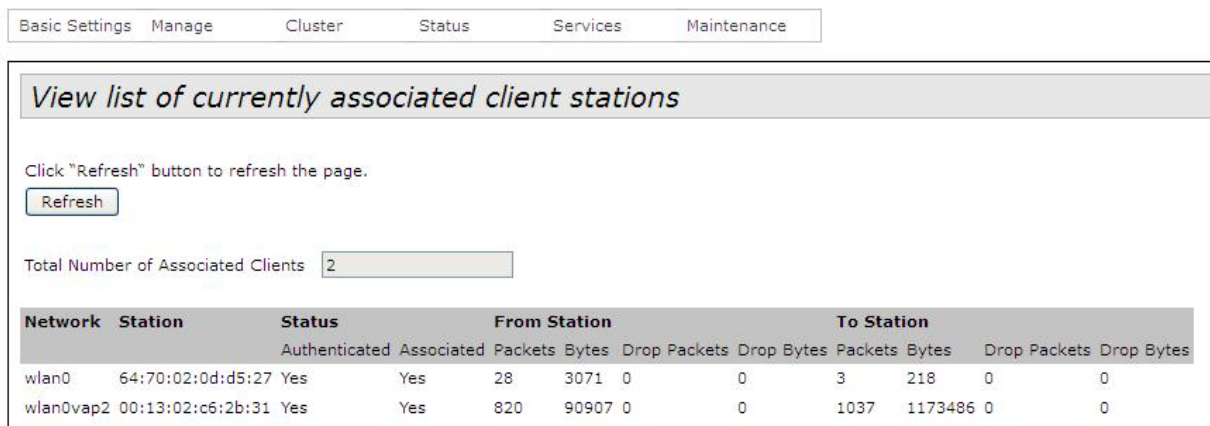 Basic Settings Manage Cluster Status Services Maintenance
View list of currently associated client stations
Click "Refresh" button to refresh the page.
Refresh
Total Number of Associated Clients 2
Network Station Status From Station To Station
Authenticated Associated Packets Bytes Drop Packets Drop Bytes Packets Bytes Drop Packets Drop Bytes
wlan0 64:70:02:0d:d5:27 Yes Yes 28 3071 0 0 3 218 0 0
wlan0vap2 00:13:02:c6:2b:31 Yes Yes 820 90907 0 0 1037 1173486 0 0